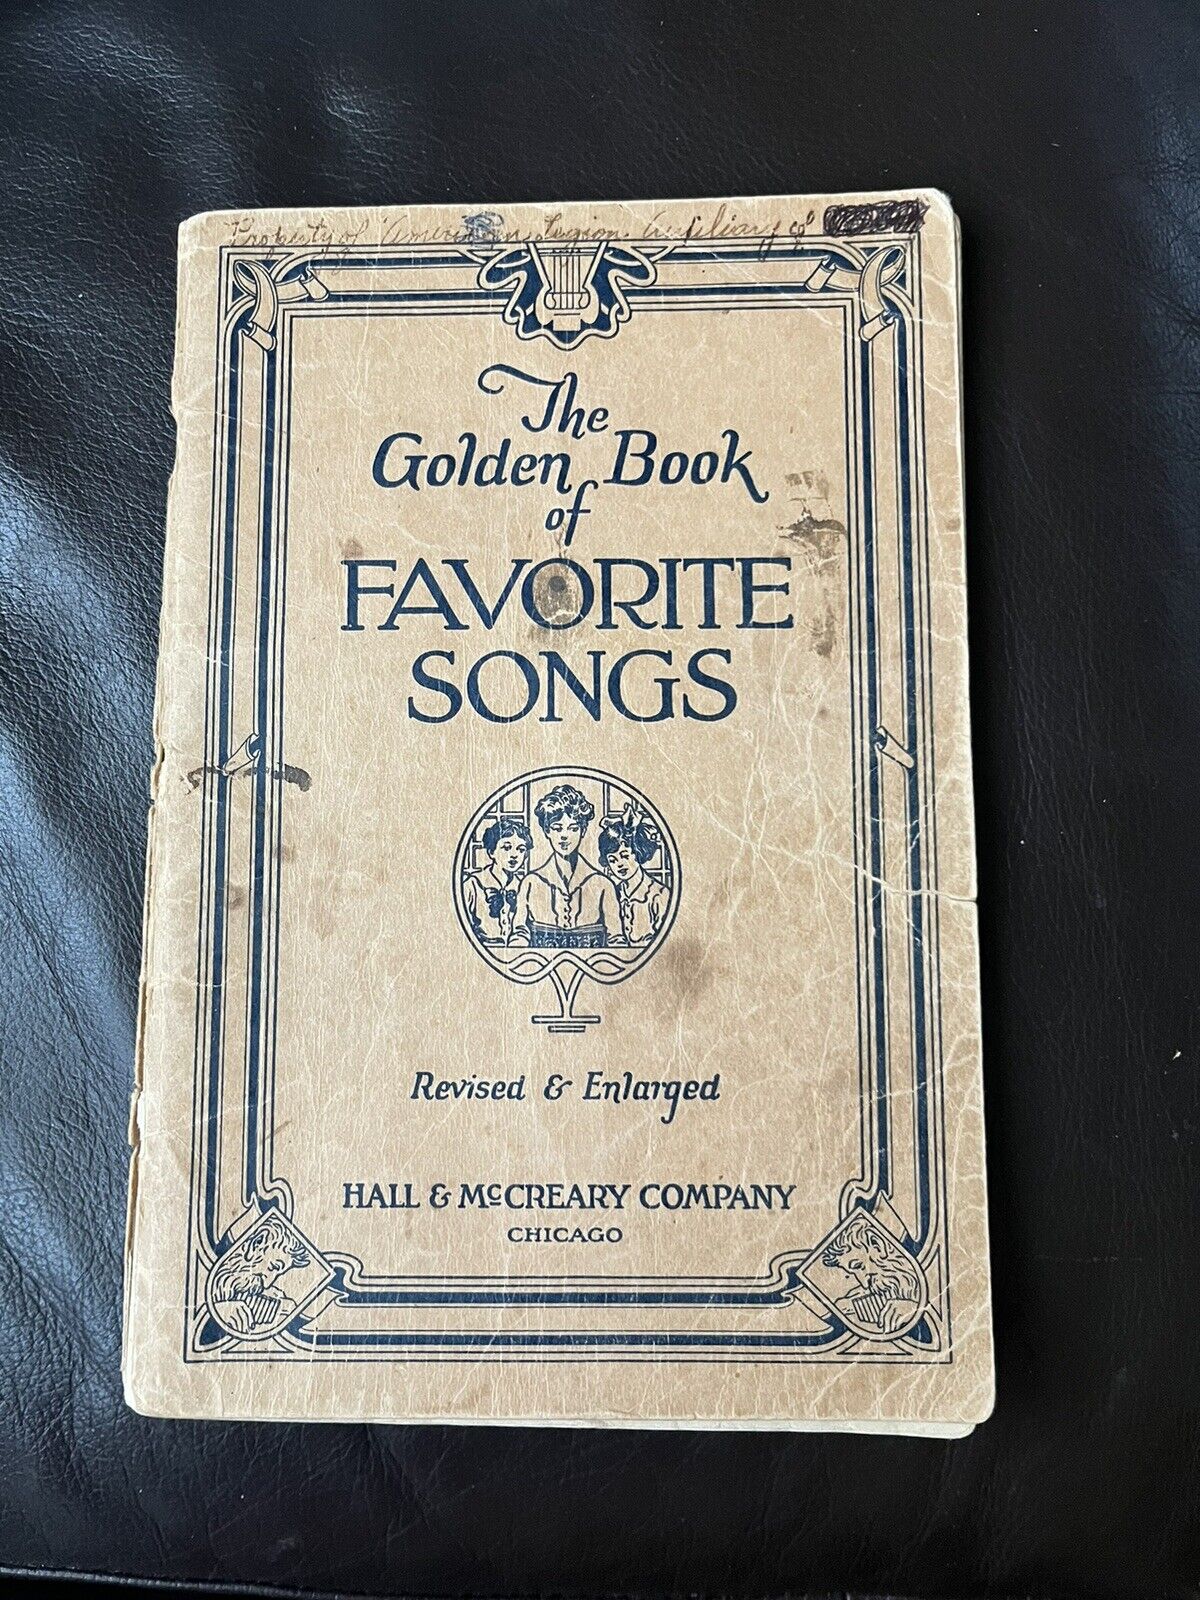 Property of American Legion Auxiliary of
The
Golden Book
of
FAVORITE
SONGS
Revised & Enlarged
HALL & McCREARY COMPANY
CHICAGO